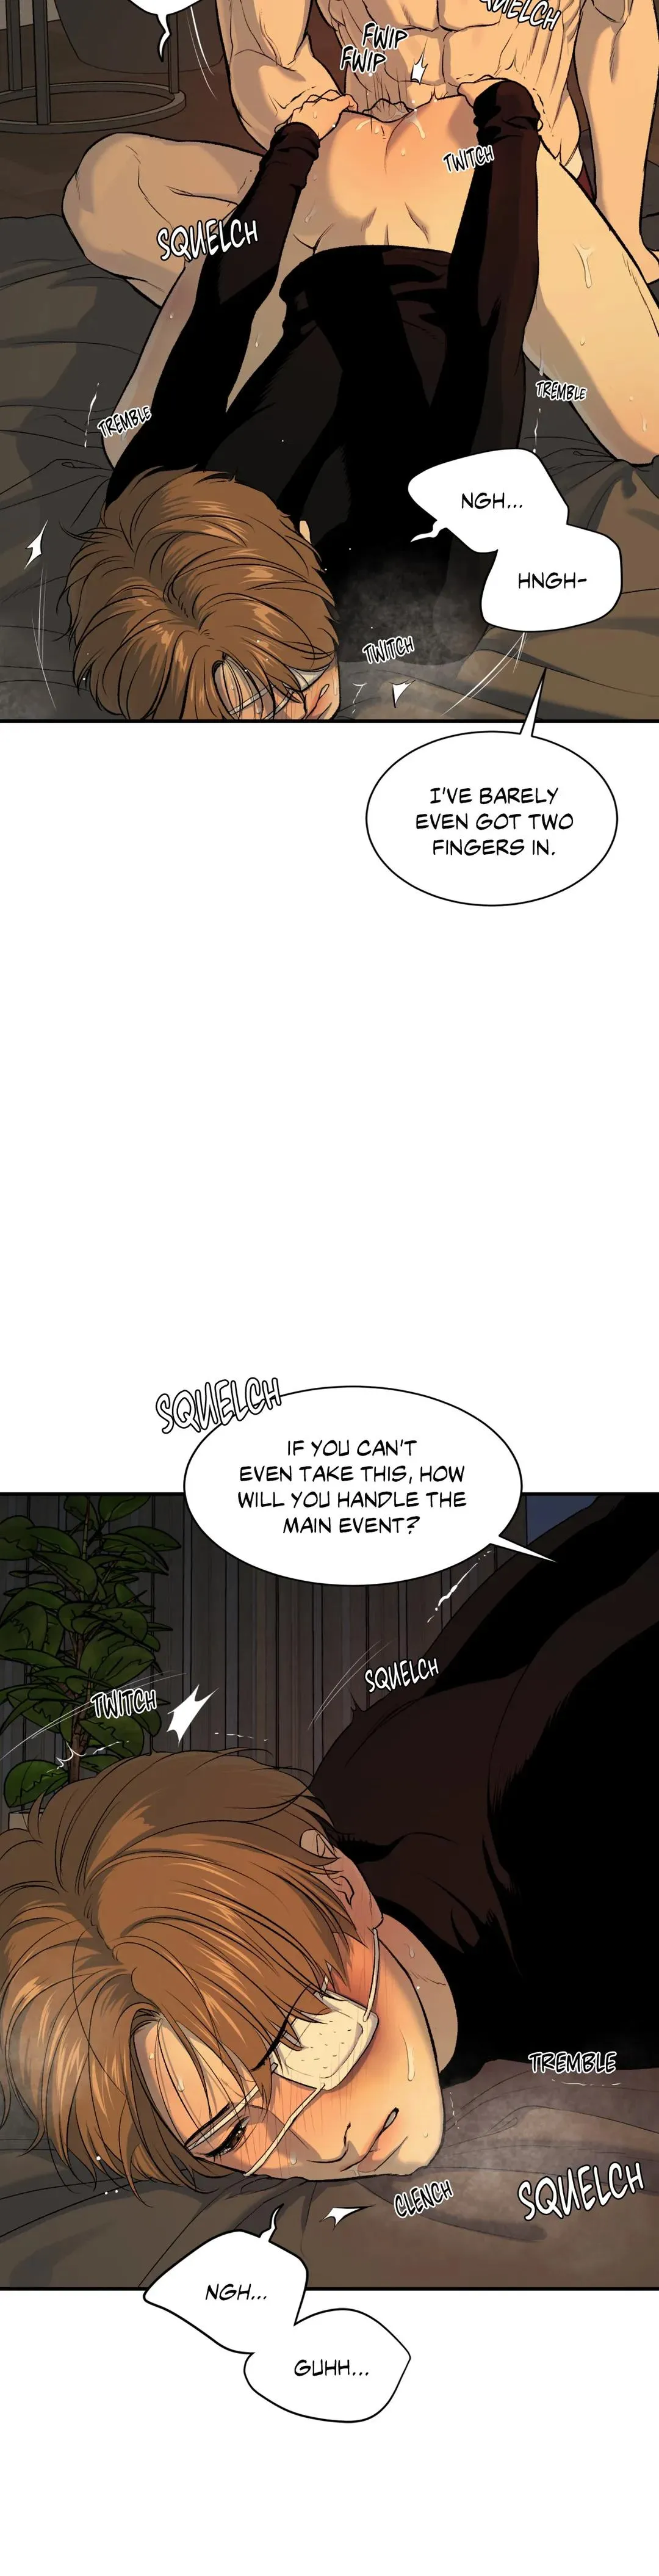 SQUELCH
FWIP
FWIP
TWITCH
SQUELCH
TREMBLE
TREMBLE
NGH...
HNGH-
TWITCH
I'VE BARELY
EVEN GOT TWO
FINGERS IN.
SQUELCH
IF YOU CAN'T
EVEN TAKE THIS, HOW
WILL YOU HANDLE THE
MAIN EVENT?
SQUELCH
TWITCH
TREMBLE
SQUELCH
CLENCH
NGH...
GUHH...